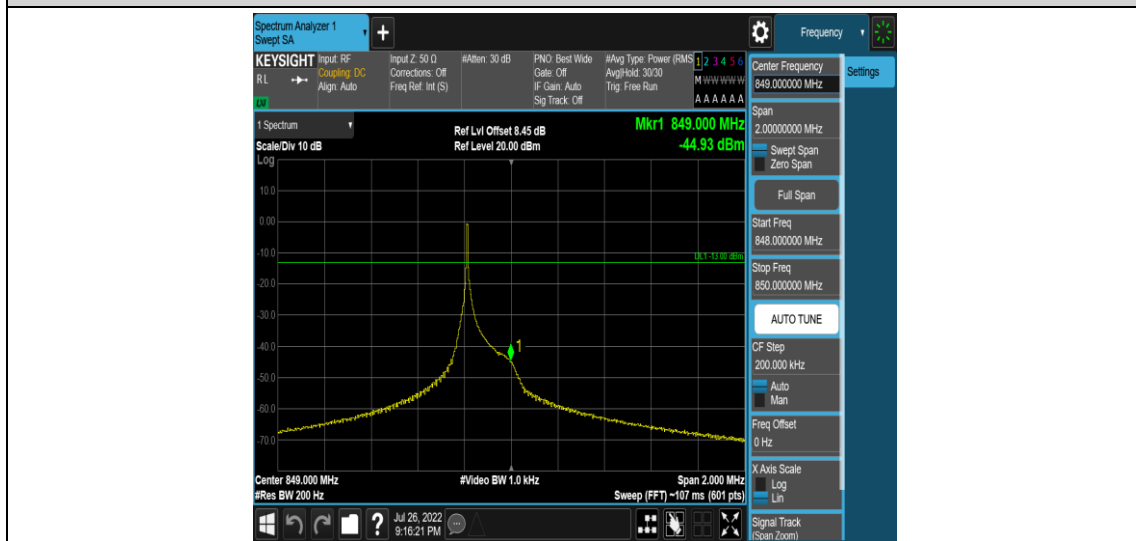 Spectrum Analyzer 1
Swept SA
Frequency
KEYSIGHT
RL
LXI
Input: RF
Coupling: DC
Align: Auto
Input Z: 50 Ω
Corrections: Off
Freq Ref: Int (S)
#Atten: 30 dB
PNO: Best Wide
Gate: Off
IF Gain: Auto
Sig Track: Off
#Avg Type: Power (RMS
Avg|Hold: 30/30
Trig: Free Run
1 2 3 4 5 6
M W W W W W
A A A A A A
Center Frequency
849.000000 MHz
Settings
Span
2.00000000 MHz
Swept Span
Zero Span
Full Span
Start Freq
848.000000 MHz
Stop Freq
850.000000 MHz
AUTO TUNE
CF Step
200.000 kHz
Auto
Man
Freq Offset
0 Hz
X Axis Scale
Log
Lin
Signal Track
(Span Zoom)
1 Spectrum
Scale/Div 10 dB
Log
Ref Lvl Offset 8.45 dB
Ref Level 20.00 dBm
Mkr1 849.000 MHz
-44.93 dBm
10.0
0.00
-10.0
DL1 -13.00 dBm
-20.0
-30.0
-40.0
1
-50.0
-60.0
-70.0
Center 849.000 MHz
#Res BW 200 Hz
#Video BW 1.0 kHz
Span 2.000 MHz
Sweep (FFT) ~107 ms (601 pts)
?
Jul 26, 2022
9:16:21 PM